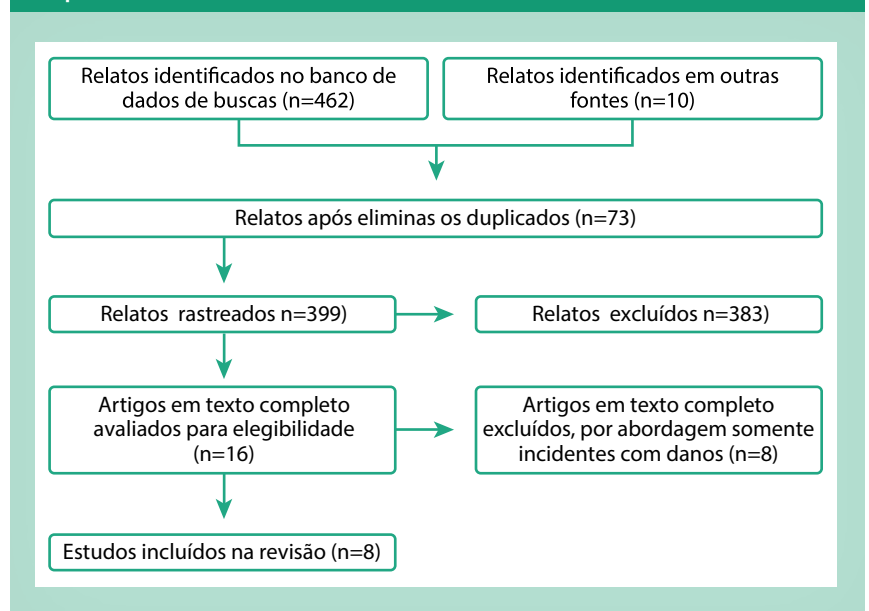 Relatos identificados no banco de
dados de buscas (n=462)
Relatos identificados em outras
fontes (n=10)
Relatos após eliminas os duplicados (n=73)
Relatos rastreados n=399)
Relatos excluídos n=383)
Artigos em texto completo
avaliados para elegibilidade
(n=16)
Artigos em texto completo
excluídos, por abordagem somente
incidentes com danos (n=8)
Estudos incluídos na revisão (n=8)